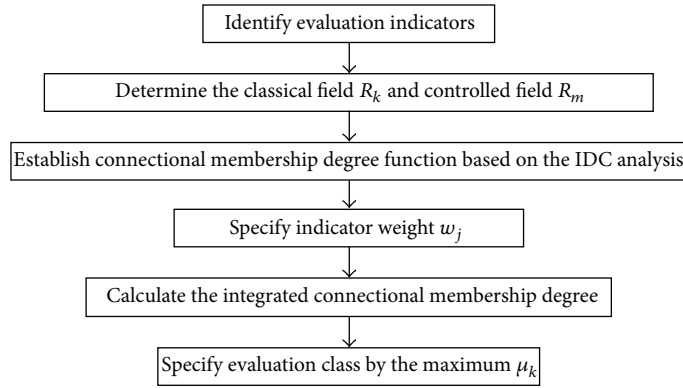 Identify evaluation indicators
Determine the classical field R_k and controlled field R_m
Establish connectional membership degree function based on the IDC analysis
Specify indicator weight w_j
Calculate the integrated connectional membership degree
Specify evaluation class by the maximum μ_k